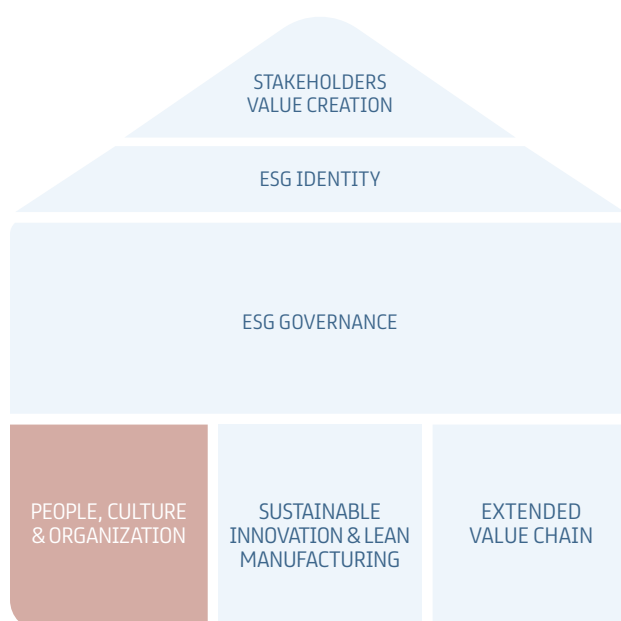 STAKEHOLDERS
VALUE CREATION
ESG IDENTITY
ESG GOVERNANCE
PEOPLE, CULTURE
& ORGANIZATION
SUSTAINABLE
INNOVATION & LEAN
MANUFACTURING
EXTENDED
VALUE CHAIN